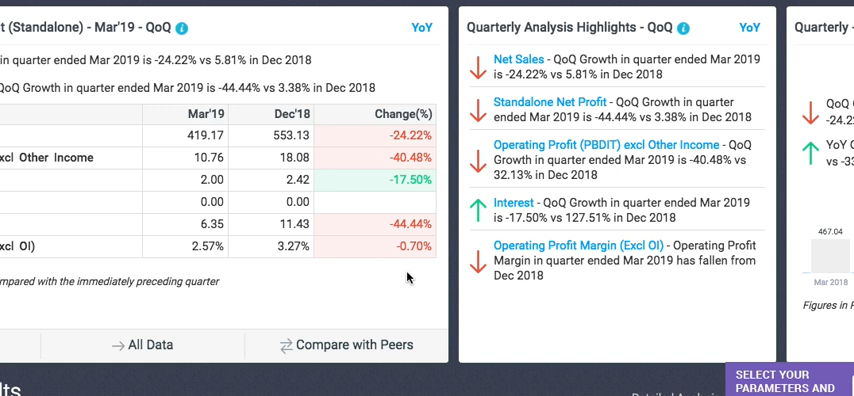 t (Standalone) - Mar'19 - QoQ i YoY
in quarter ended Mar 2019 is -24.22% vs 5.81% in Dec 2018
QoQ Growth in quarter ended Mar 2019 is -44.44% vs 3.38% in Dec 2018
Mar'19 Dec'18 Change(%)
419.17 553.13 -24.22%
xcl Other Income 10.76 18.08 -40.48%
2.00 2.42 -17.50%
0.00 0.00
6.35 11.43 -44.44%
xcl OI) 2.57% 3.27% -0.70%
mpared with the immediately preceding quarter
All Data
Compare with Peers
lts
Quarterly Analysis Highlights - QoQ i YoY
Net Sales - QoQ Growth in quarter ended Mar 2019
is -24.22% vs 5.81% in Dec 2018
Standalone Net Profit - QoQ Growth in quarter
ended Mar 2019 is -44.44% vs 3.38% in Dec 2018
Operating Profit (PBDIT) excl Other Income - QoQ
Growth in quarter ended Mar 2019 is -40.48% vs
32.13% in Dec 2018
Interest - QoQ Growth in quarter ended Mar 2019
is -17.50% vs 127.51% in Dec 2018
Operating Profit Margin (Excl OI) - Operating Profit
Margin in quarter ended Mar 2019 has fallen from
Dec 2018
Quarterly -
QoQ
-24.2
YoY
vs -3
467.04
Mar 2018
Figures in
SELECT YOUR
PARAMETERS AND